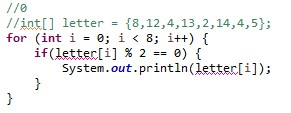 //0
//int[] letter = {8,12,4,13,2,14,4,5};
for (int i = 0; i < 8; i++) {
if(letter[i] % 2 == 0) {
System.out.println(letter[i]);
}
}